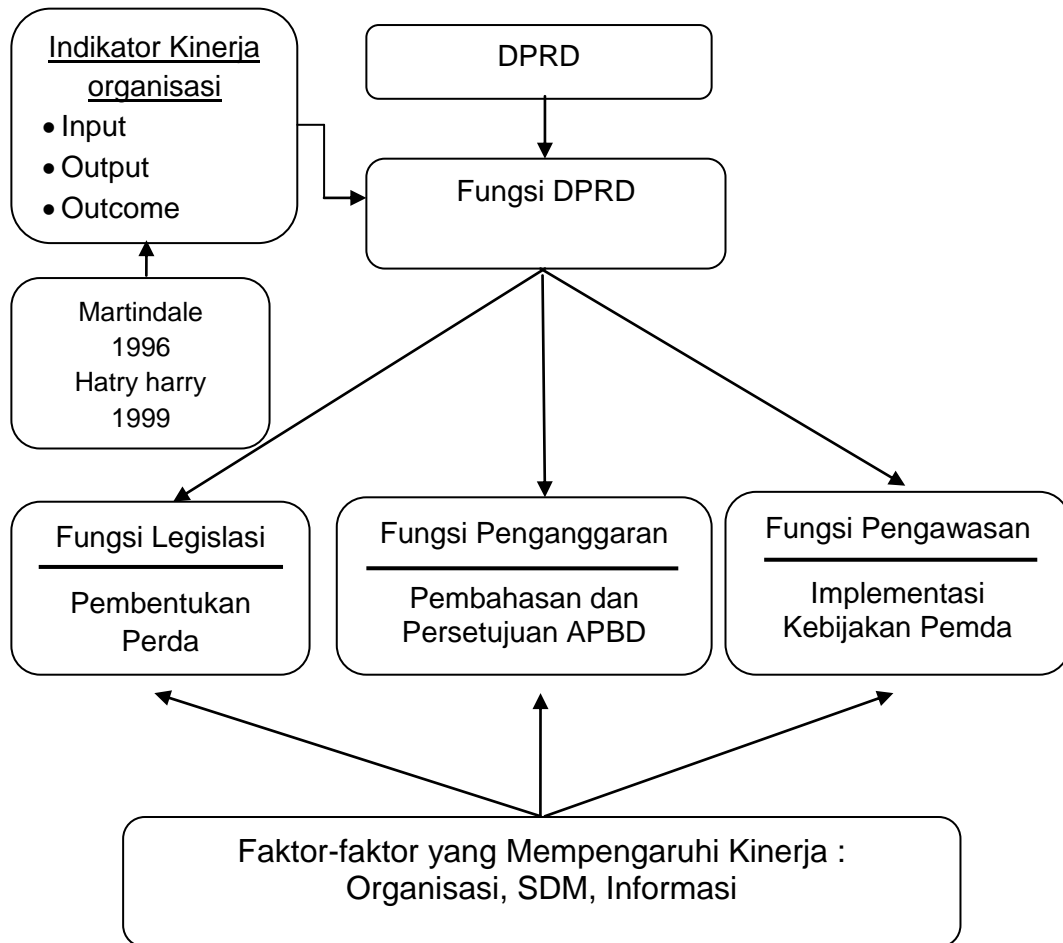 Indikator Kinerja
organisasi
• Input
• Output
• Outcome
DPRD
Fungsi DPRD
Martindale
1996
Hatry harry
1999
Fungsi Legislasi
Pembentukan
Perda
Fungsi Penganggaran
Pembahasan dan
Persetujuan APBD
Fungsi Pengawasan
Implementasi
Kebijakan Pemda
Faktor-faktor yang Mempengaruhi Kinerja :
Organisasi, SDM, Informasi